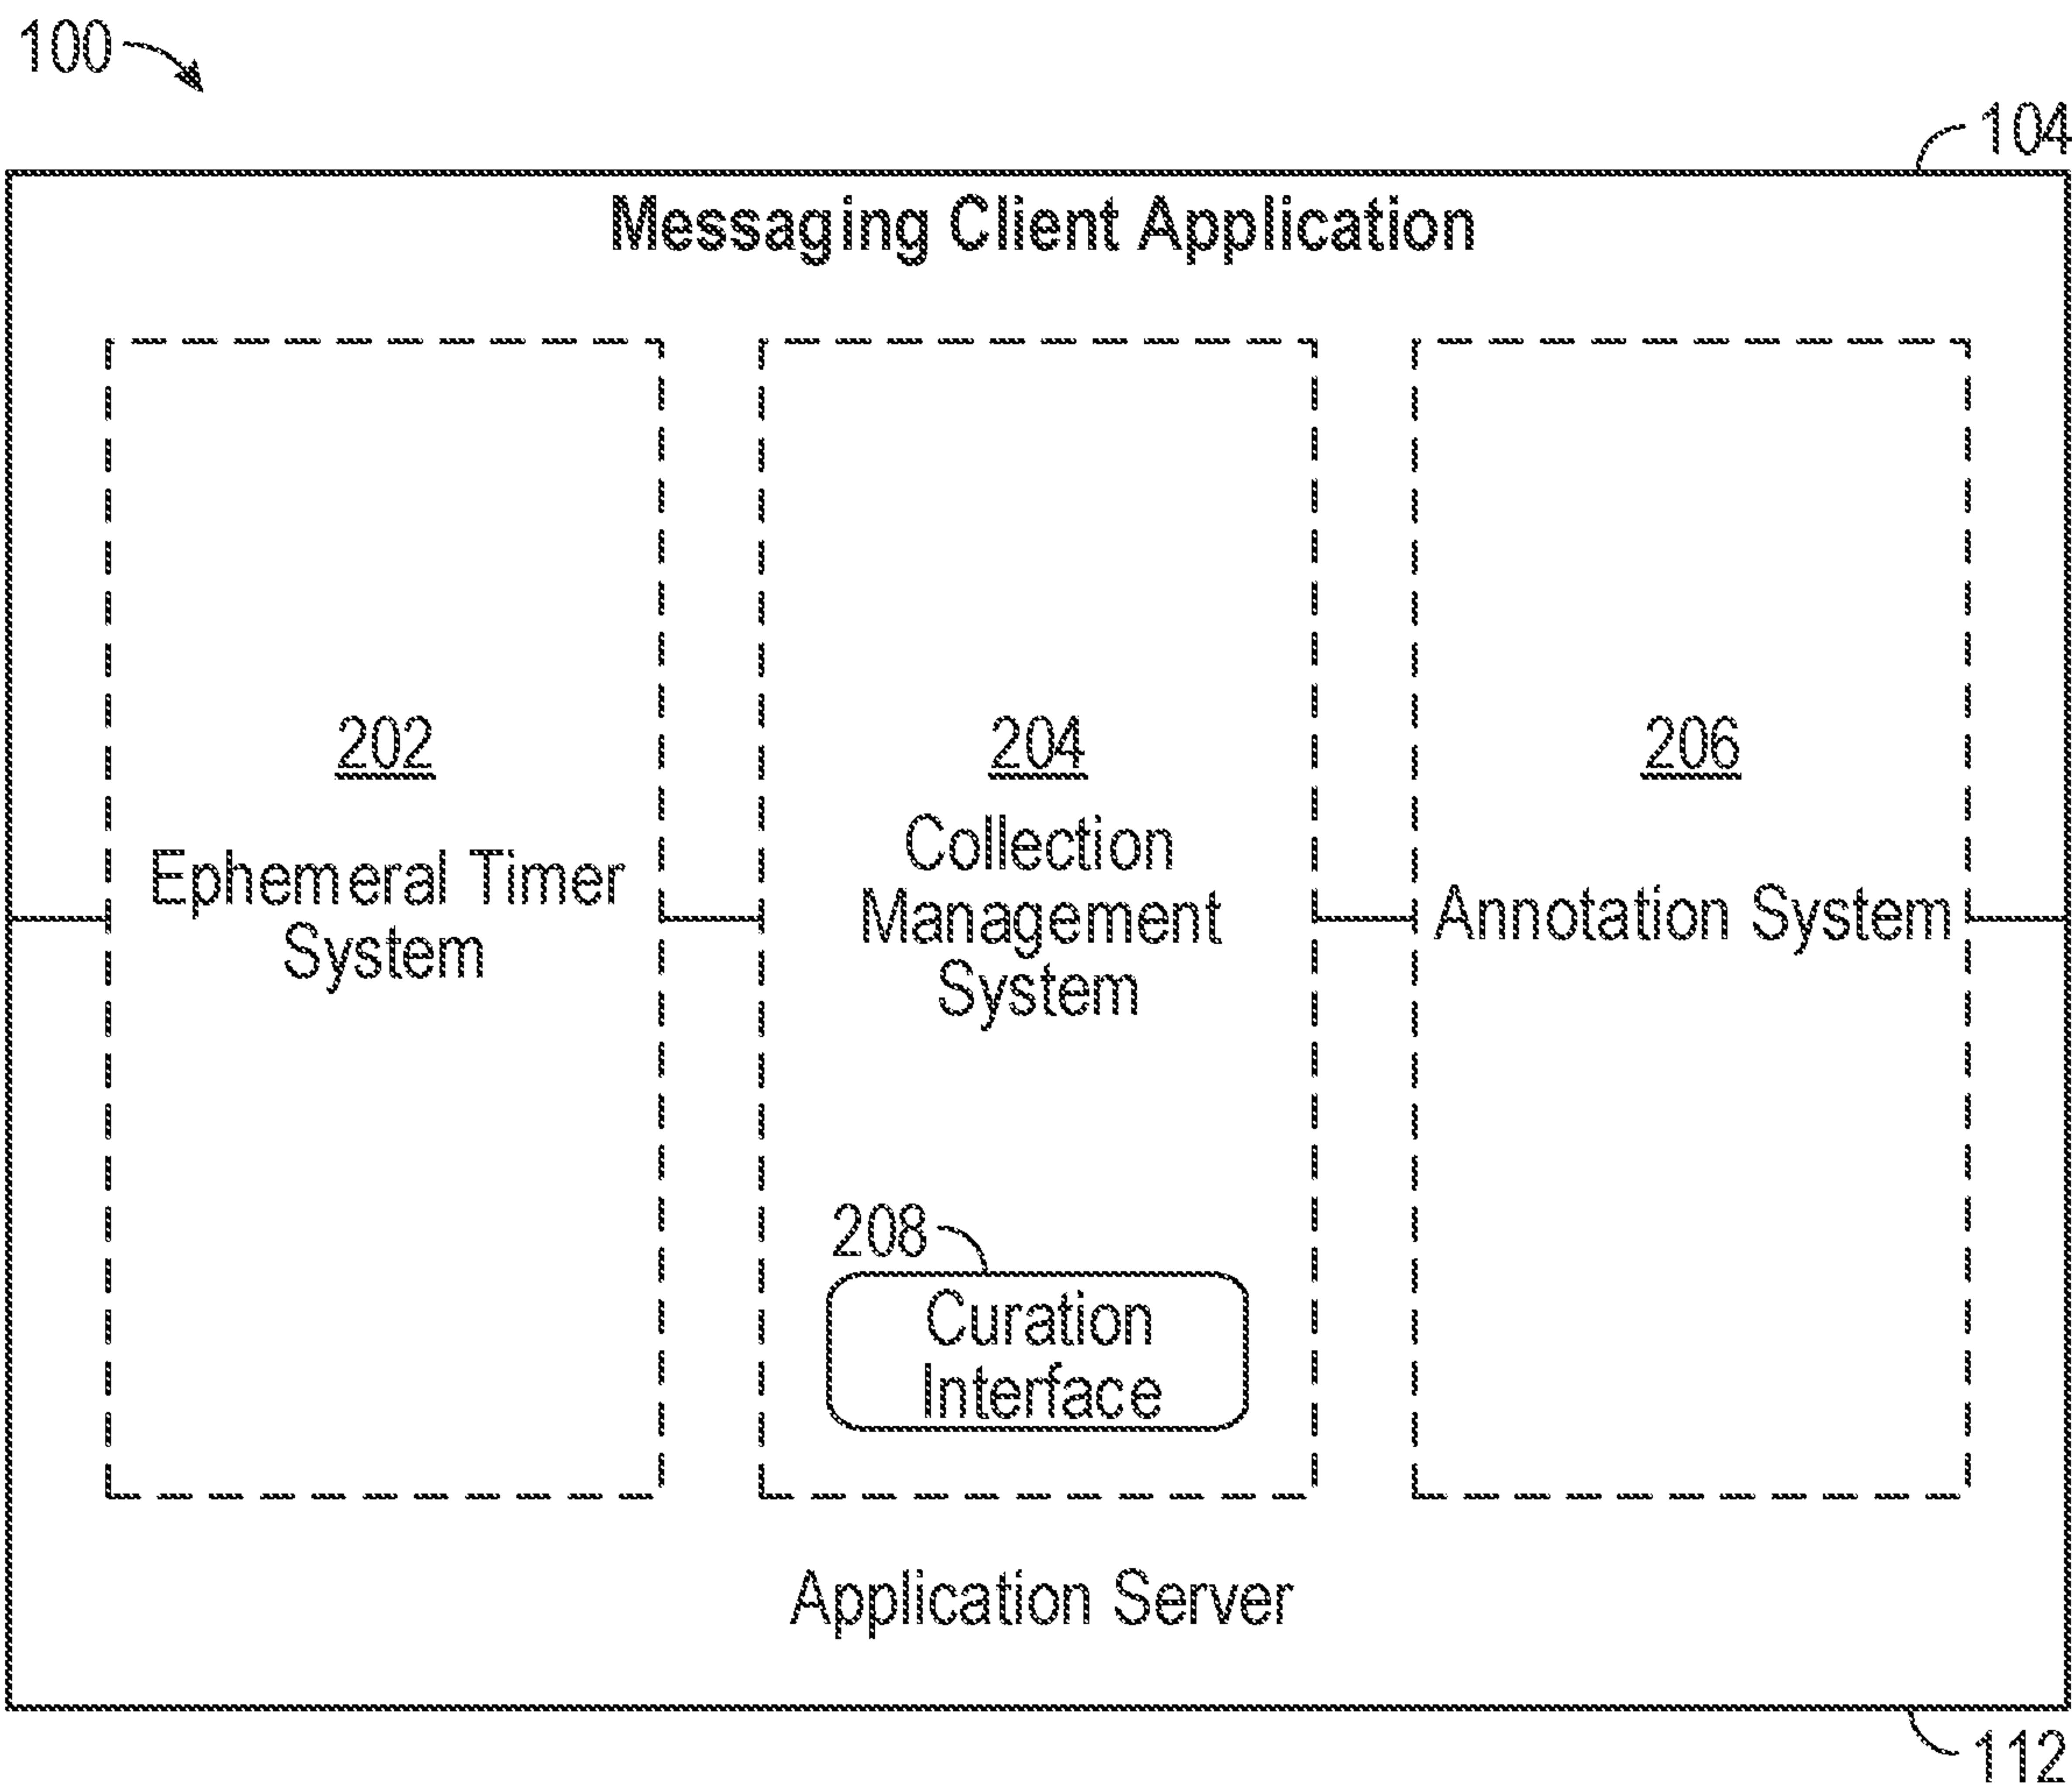 100
104
Messaging Client Application
202
Ephemeral Timer
System
204
Collection
Management
System
208
Curation
Interface
206
Annotation System
Application Server
112